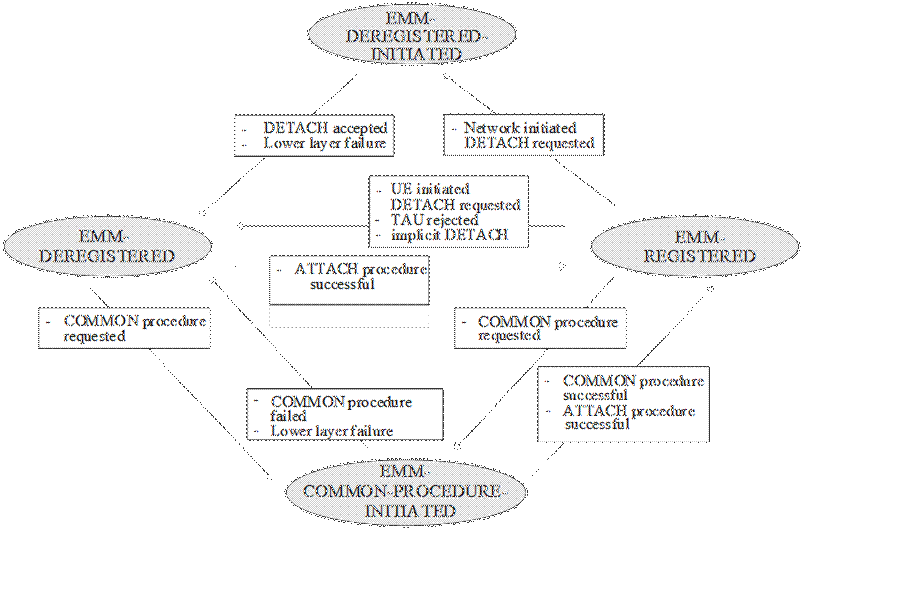 EMM-
DEREGISTERED-
INITIATED
- DETACH accepted
- Lower layer failure
- Network initiated
DETACH requested
- UE initiated
DETACH requested
- TAU rejected
- implicit DETACH
EMM-
DEREGISTERED
EMM-
REGISTERED
- ATTACH procedure
successful
- COMMON procedure
requested
- COMMON procedure
requested
- COMMON procedure
successful
- ATTACH procedure
successful
- COMMON procedure
failed
- Lower layer failure
EMM-
COMMON-PROCEDURE-
INITIATED